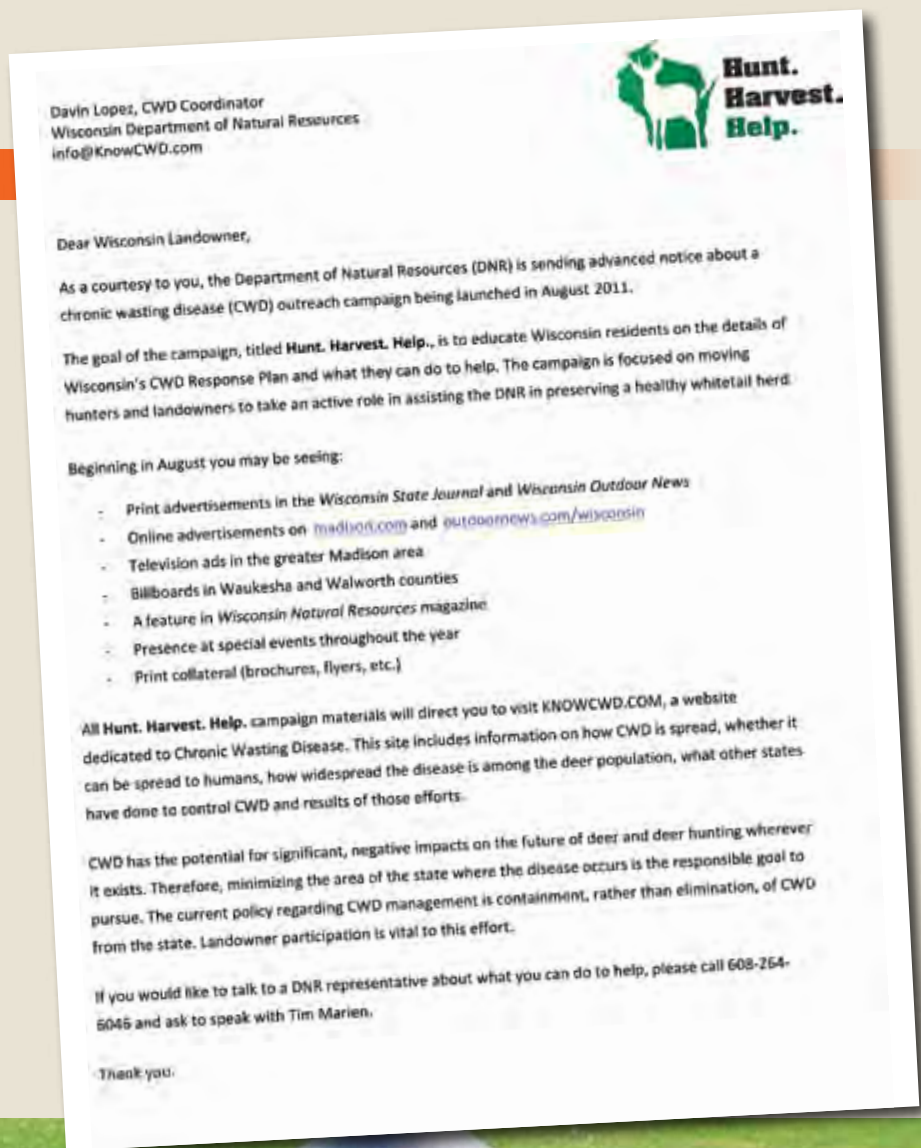 Hunt.
Harvest.
Help.
Davin Lopez, CWD Coordinator
Wisconsin Department of Natural Resources
info@KnowCWD.com
Dear Wisconsin Landowner,
As a courtesy to you, the Department of Natural Resources (DNR) is sending advanced notice about a
chronic wasting disease (CWD) outreach campaign being launched in August 2011.
The goal of the campaign, titled Hunt. Harvest. Help., is to educate Wisconsin residents on the details of
Wisconsin's CWD Response Plan and what they can do to help. The campaign is focused on moving
hunters and landowners to take an active role in assisting the DNR in preserving a healthy whitetail herd.
Beginning in August you may be seeing:
- Print advertisements in the Wisconsin State Journal and Wisconsin Outdoor News
- Online advertisements on madison.com and outdoornews.com/wisconsin
- Television ads in the greater Madison area
- Billboards in Waukesha and Walworth counties
- A feature in Wisconsin Natural Resources magazine
- Presence at special events throughout the year
- Print collateral (brochures, flyers, etc.)
All Hunt. Harvest. Help. campaign materials will direct you to visit KNOWCWD.COM, a website
dedicated to Chronic Wasting Disease. This site includes information on how CWD is spread, whether it
can be spread to humans, how widespread the disease is among the deer population, what other states
have done to control CWD and results of those efforts.
CWD has the potential for significant, negative impacts on the future of deer and deer hunting wherever
it exists. Therefore, minimizing the area of the state where the disease occurs is the responsible goal to
pursue. The current policy regarding CWD management is containment, rather than elimination, of CWD
from the state. Landowner participation is vital to this effort.
If you would like to talk to a DNR representative about what you can do to help, please call 608-264-
6046 and ask to speak with Tim Marien.
Thank you.